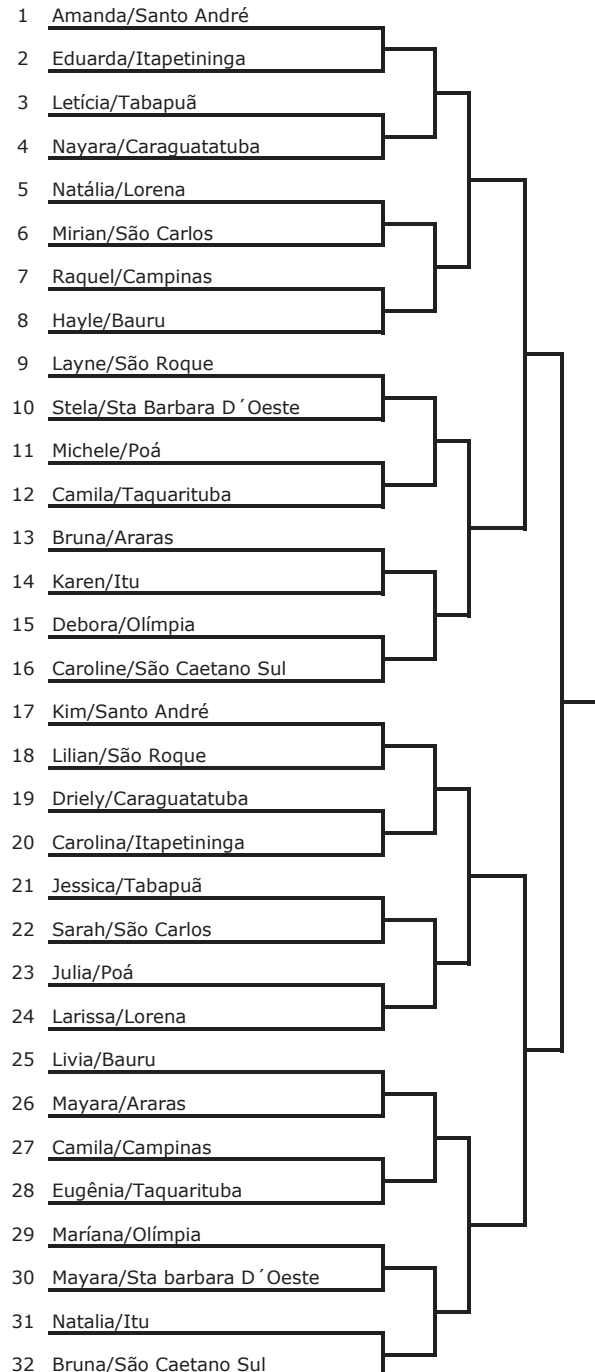 1 Amanda/Santo André
2 Eduarda/Itapetininga
3 Letícia/Tabapuã
4 Nayara/Caraguatatuba
5 Natália/Lorena
6 Mirian/São Carlos
7 Raquel/Campinas
8 Hayle/Bauru
9 Layne/São Roque
10 Stela/Sta Barbara D´Oeste
11 Michele/Poá
12 Camila/Taquarituba
13 Bruna/Araras
14 Karen/Itu
15 Debora/Olímpia
16 Caroline/São Caetano Sul
17 Kim/Santo André
18 Lilian/São Roque
19 Driely/Caraguatatuba
20 Carolina/Itapetininga
21 Jessica/Tabapuã
22 Sarah/São Carlos
23 Julia/Poá
24 Larissa/Lorena
25 Livia/Bauru
26 Mayara/Araras
27 Camila/Campinas
28 Eugênia/Taquarituba
29 Maríana/Olímpia
30 Mayara/Sta barbara D´Oeste
31 Natalia/Itu
32 Bruna/São Caetano Sul